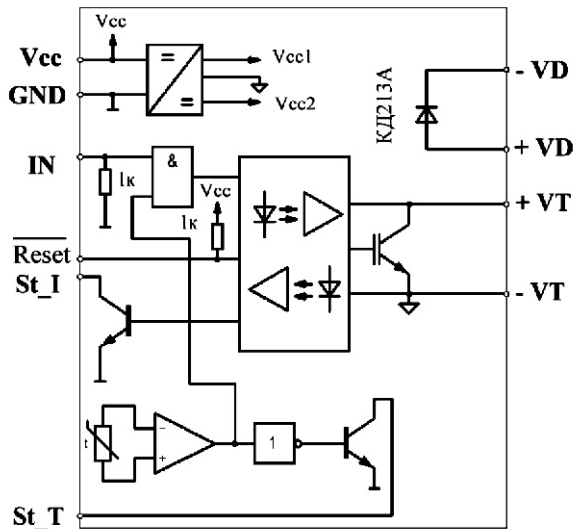 Vcc
Vcc
Vcc1
GND
Vcc2
КД213А
- VD
+ VD
IN
&
1к
Vcc
1к
+ VT
Reset
St_I
- VT
t
1
St_T